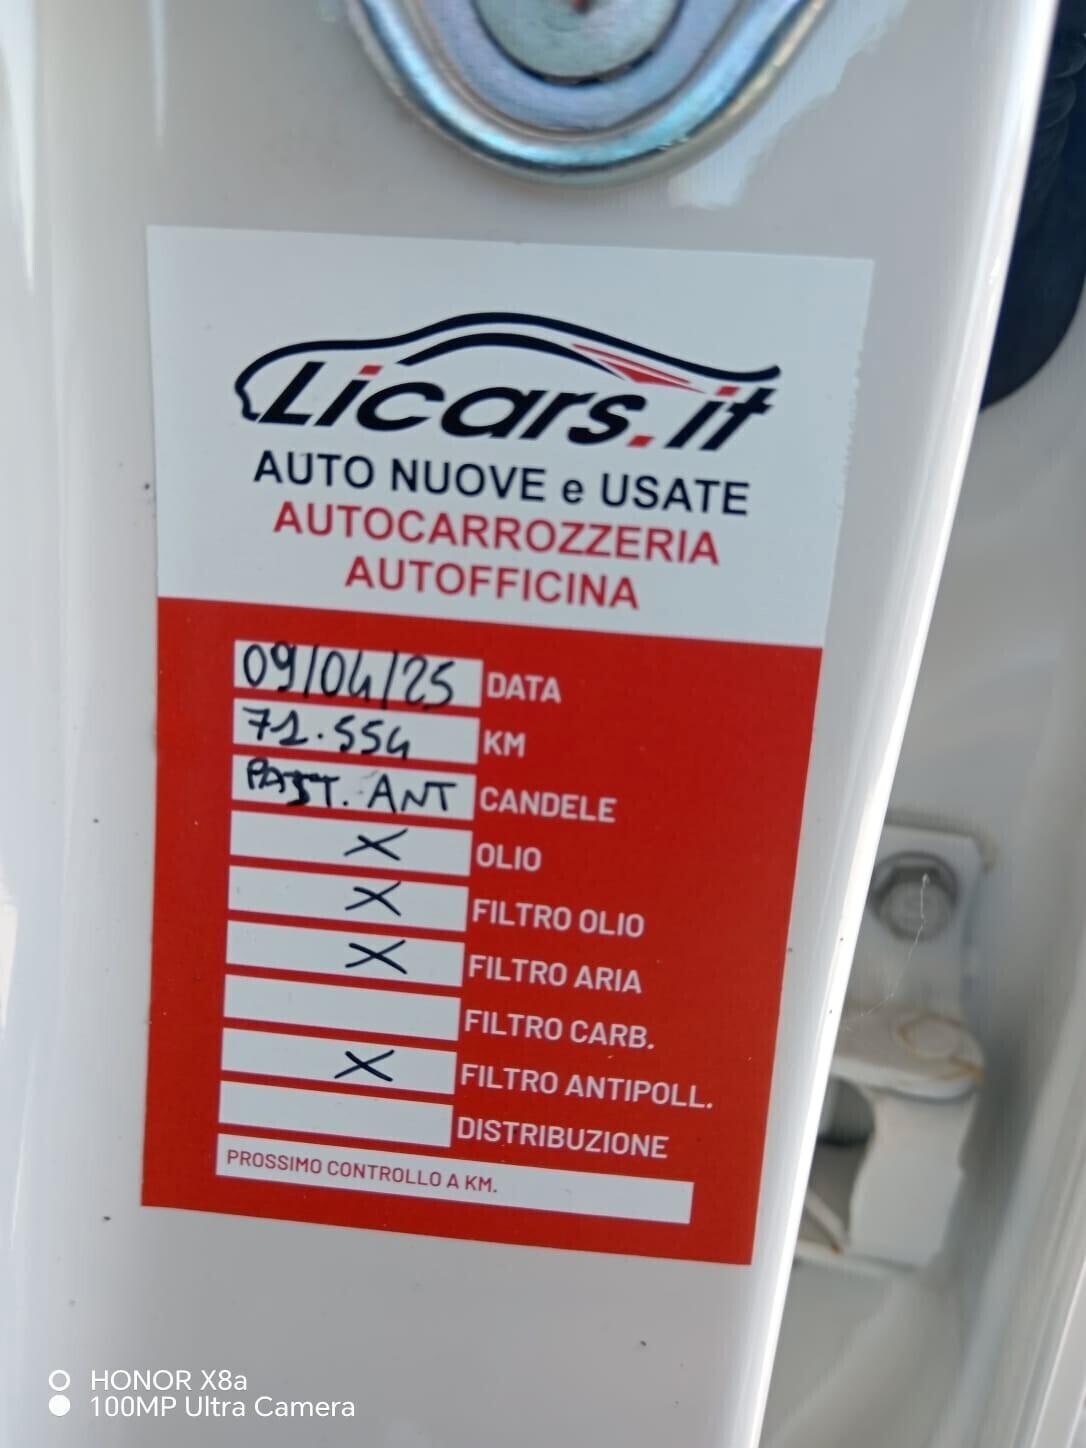 Licars.it
AUTO NUOVE e USATE
AUTOCARROZZERIA
AUTOFFICINA
09/04/25 DATA
71.554 KM
PAST. ANT CANDELE
X OLIO
X FILTRO OLIO
X FILTRO ARIA
FILTRO CARB.
X FILTRO ANTIPOLL.
DISTRIBUZIONE
PROSSIMO CONTROLLO A KM.
HONOR X8a
100MP Ultra Camera